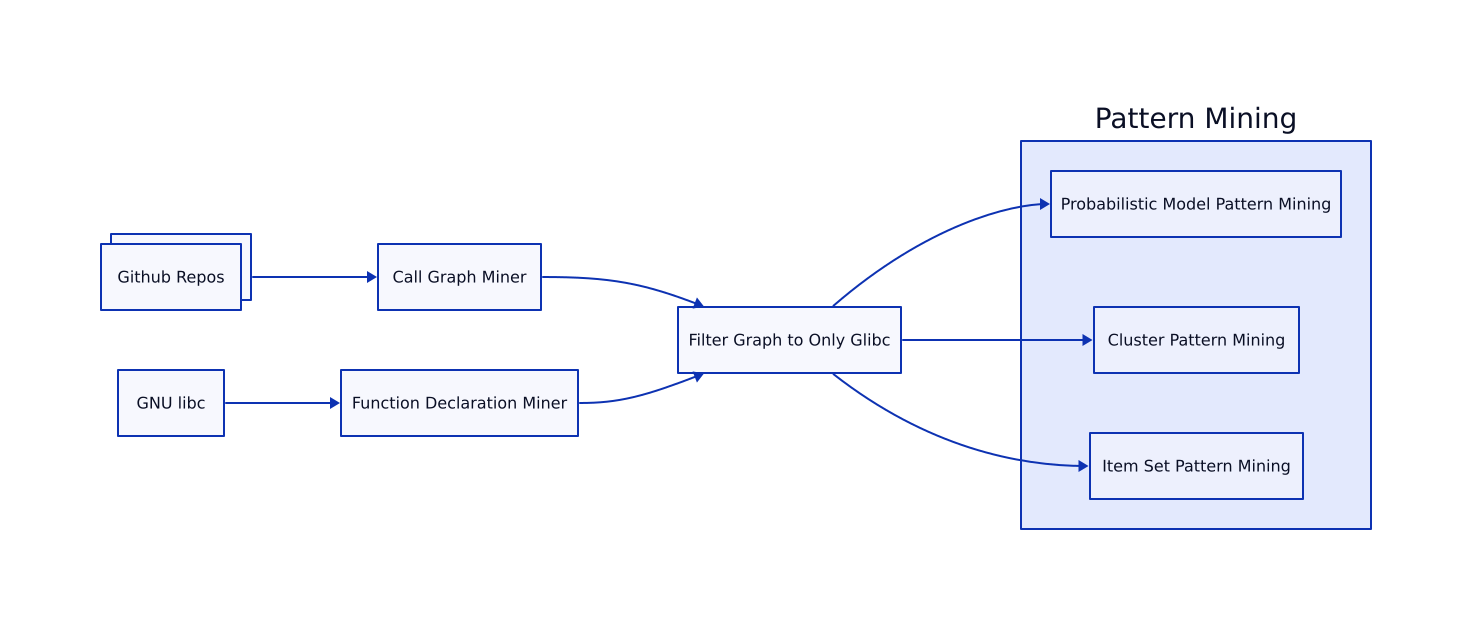 Pattern Mining
Probabilistic Model Pattern Mining
Github Repos
Call Graph Miner
Filter Graph to Only Glibc
Cluster Pattern Mining
GNU libc
Function Declaration Miner
Item Set Pattern Mining